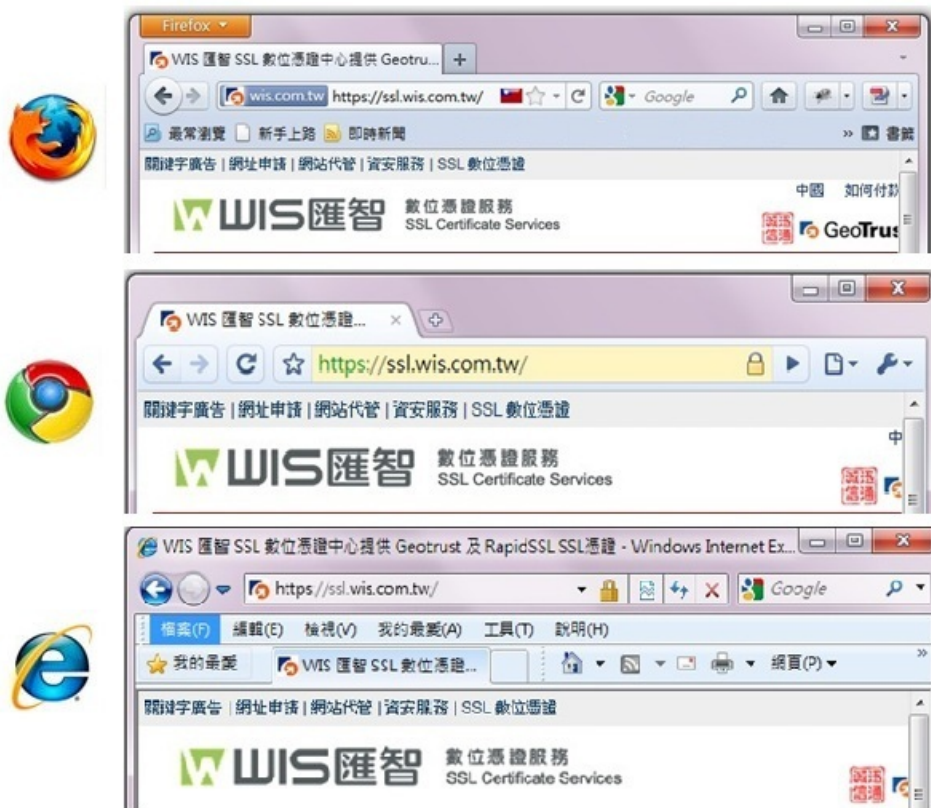 Firefox
WIS 匯智 SSL 數位憑證中心提供 Geotru...
wis.com.tw https://ssl.wis.com.tw/ Google
最常瀏覽 新手上路 即時新聞 » 書籤
關鍵字廣告 | 網址申請 | 網站代管 | 資安服務 | SSL 數位憑證
中國 如何付款
WIS匯智 數位憑證服務
SSL Certificate Services
GeoTrus
WIS 匯智 SSL 數位憑證...
https://ssl.wis.com.tw/
關鍵字廣告 | 網址申請 | 網站代管 | 資安服務 | SSL 數位憑證
中
WIS匯智 數位憑證服務
SSL Certificate Services
WIS 匯智 SSL 數位憑證中心提供 Geotrust 及 RapidSSL SSL憑證 - Windows Internet Ex...
https://ssl.wis.com.tw/ Google
檔案(F) 編輯(E) 檢視(V) 我的最愛(A) 工具(T) 說明(H)
我的最愛 WIS 匯智 SSL 數位憑證... 網頁(P) »
關鍵字廣告 | 網址申請 | 網站代管 | 資安服務 | SSL 數位憑證
WIS匯智 數位憑證服務
SSL Certificate Services